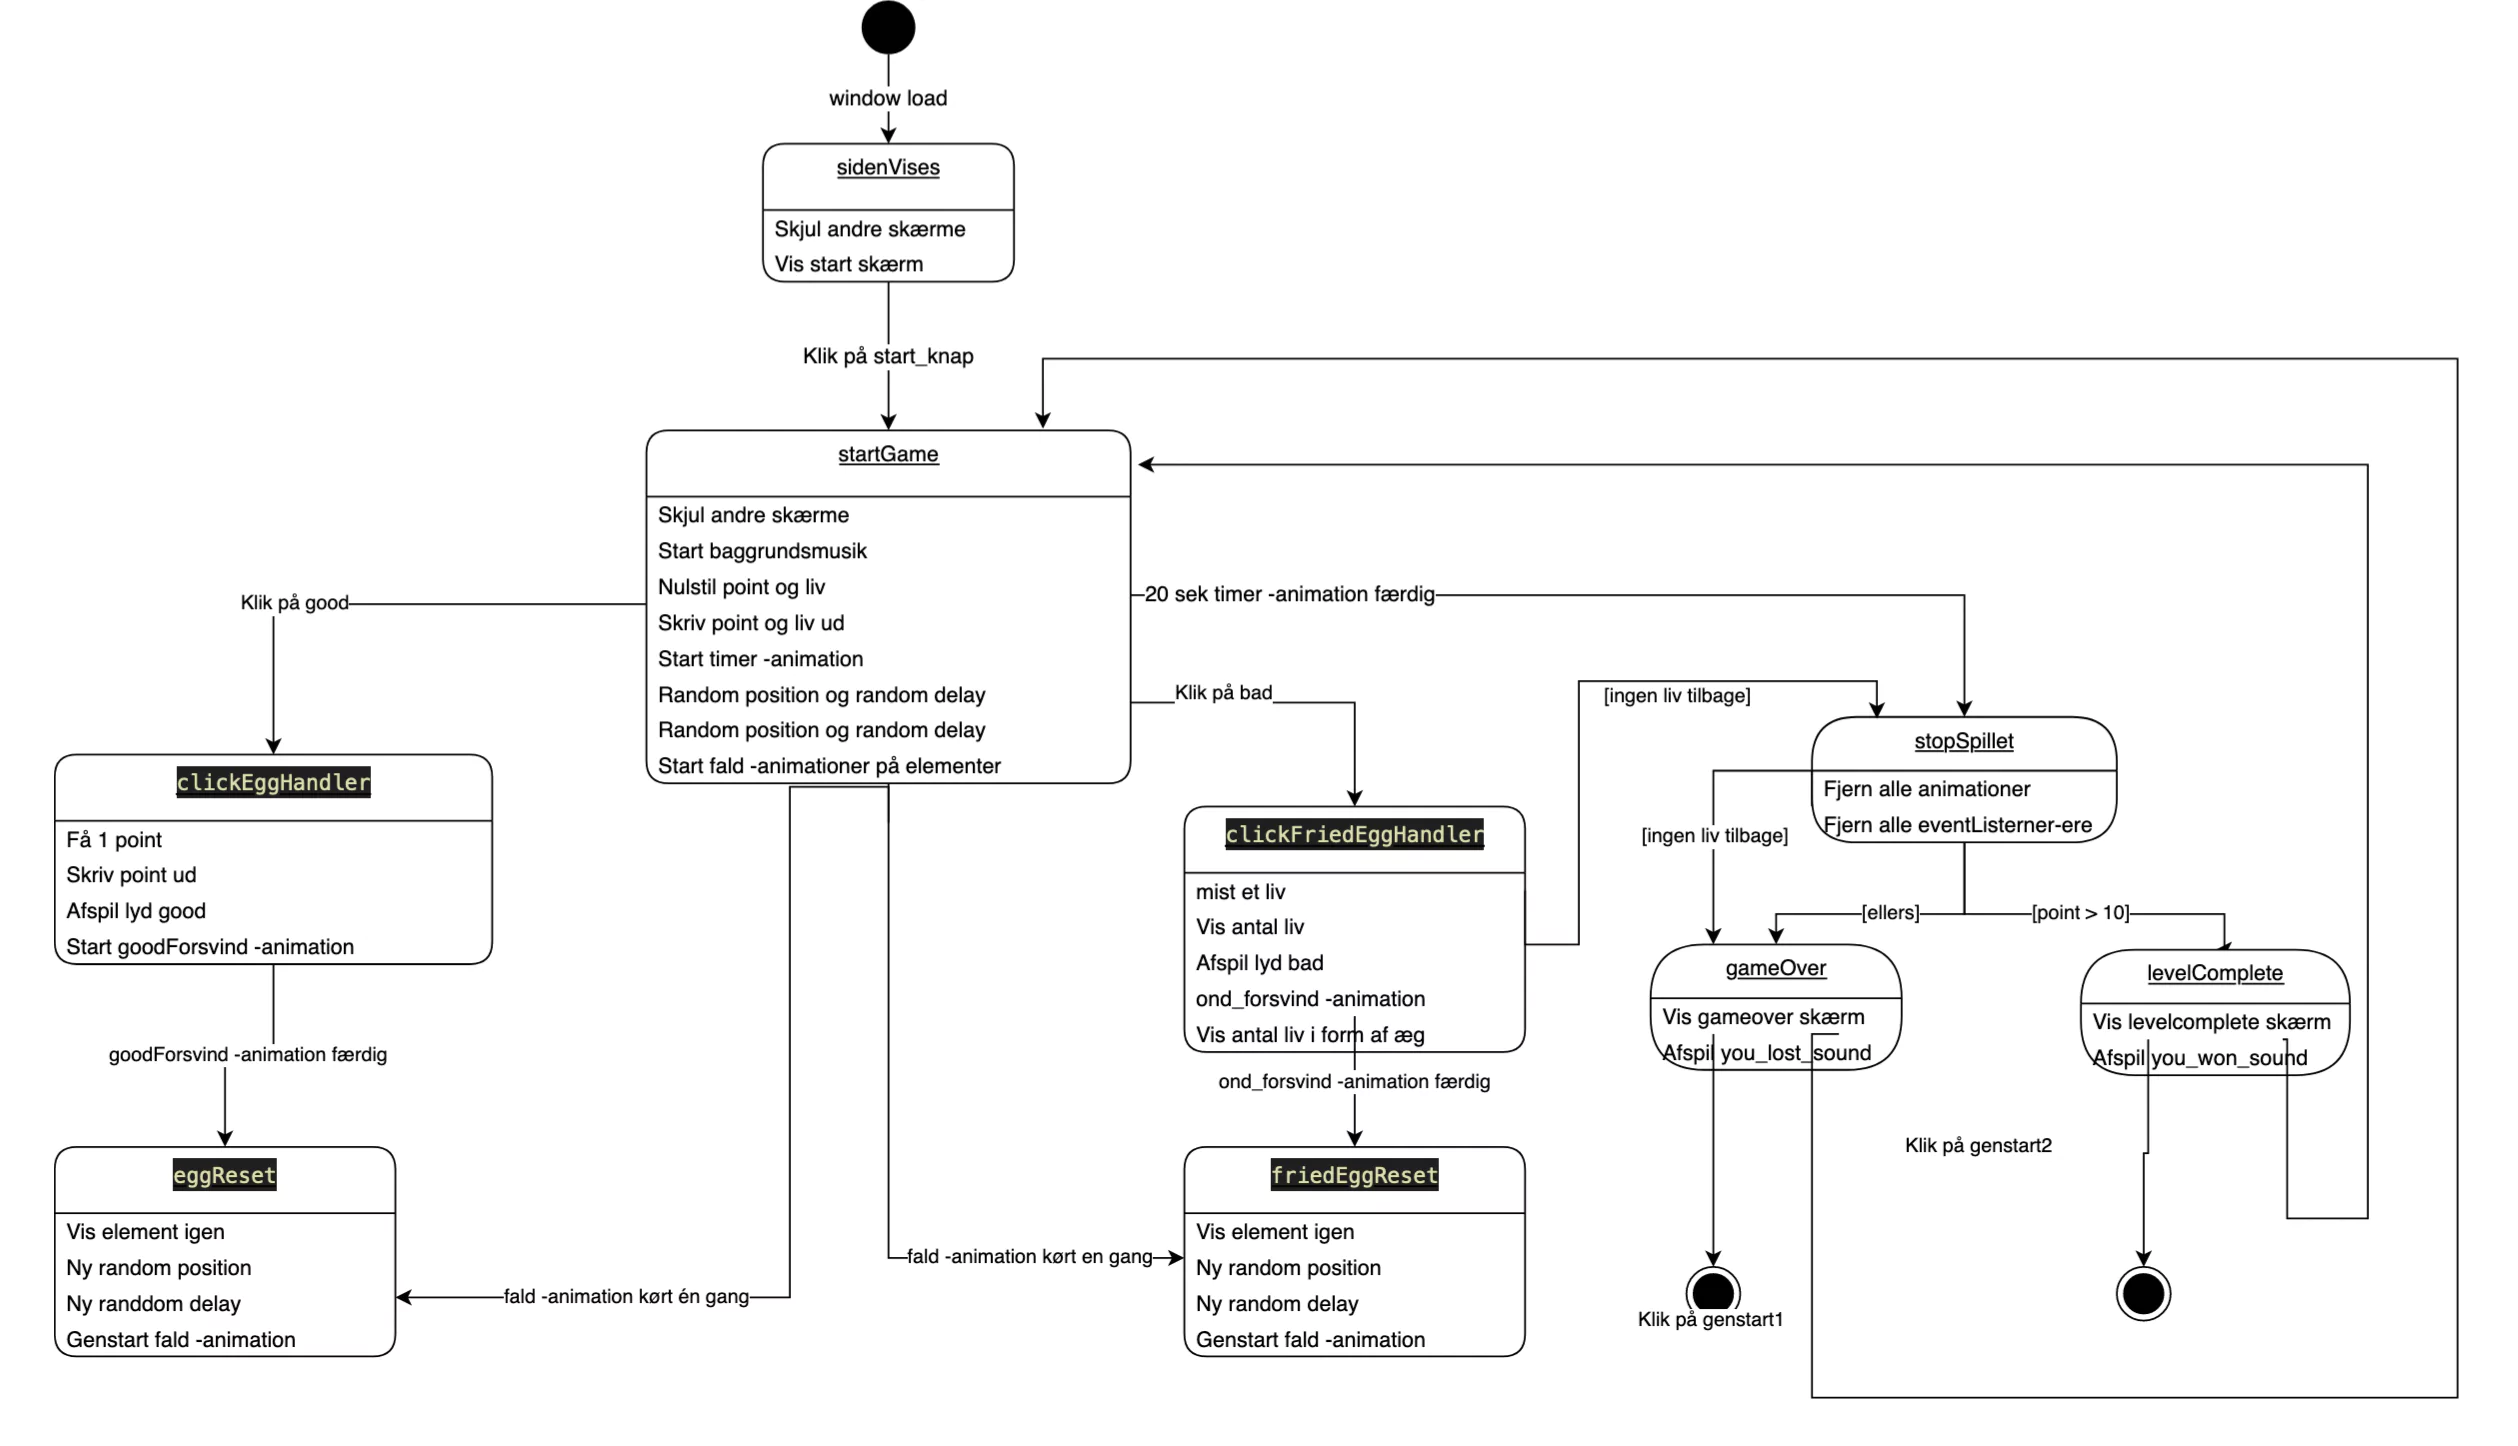 window load
sidenVises
Skjul andre skærme
Vis start skærm
Klik på start_knap
startGame
Skjul andre skærme
Start baggrundsmusik
Nulstil point og liv
Skriv point og liv ud
Start timer -animation
Random position og random delay
Random position og random delay
Start fald -animationer på elementer
Klik på good
20 sek timer -animation færdig
Klik på bad
[ingen liv tilbage]
clickEggHandler
Få 1 point
Skriv point ud
Afspil lyd good
Start goodForsvind -animation
clickFriedEggHandler
mist et liv
Vis antal liv
Afspil lyd bad
ond_forsvind -animation
Vis antal liv i form af æg
stopSpillet
Fjern alle animationer
Fjern alle eventListerner-ere
[ingen liv tilbage]
[ellers]
[point > 10]
gameOver
Vis gameover skærm
Afspil you_lost_sound
levelComplete
Vis levelcomplete skærm
Afspil you_won_sound
goodForsvind -animation færdig
ond_forsvind -animation færdig
Klik på genstart2
eggReset
Vis element igen
Ny random position
Ny randdom delay
Genstart fald -animation
fald -animation kørt én gang
fald -animation kørt en gang
friedEggReset
Vis element igen
Ny random position
Ny random delay
Genstart fald -animation
Klik på genstart1